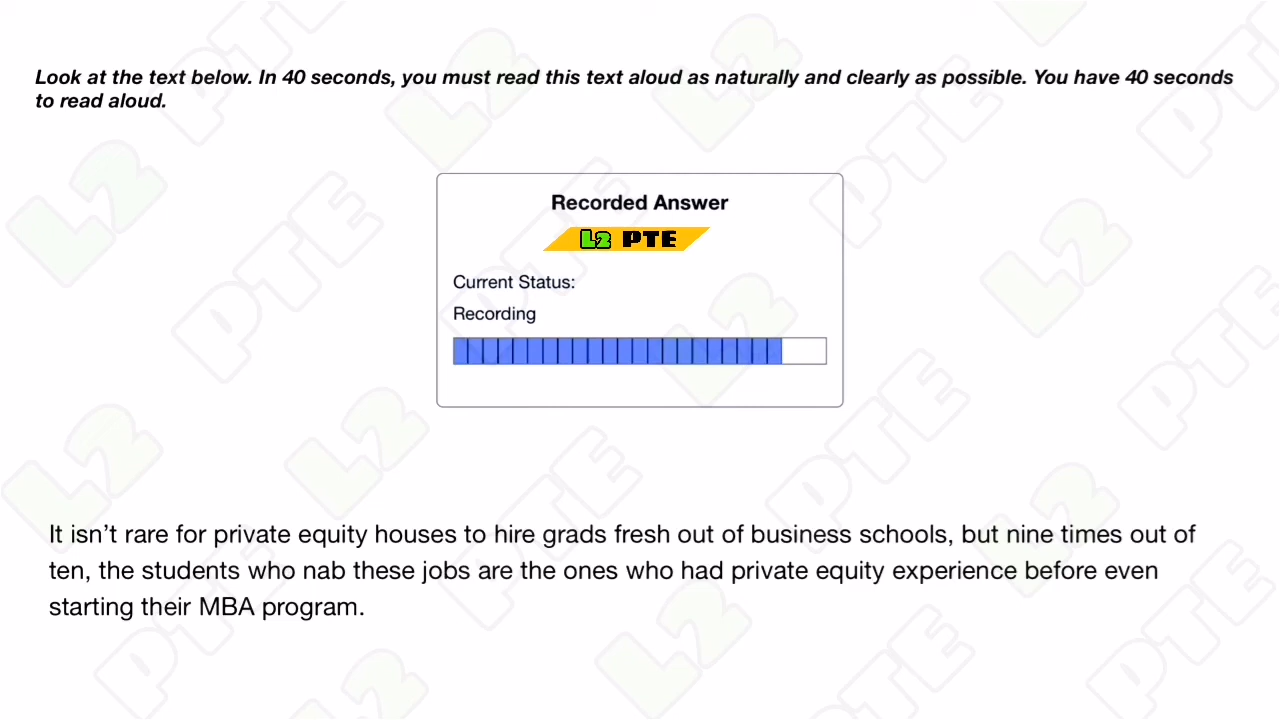 Look at the text below. In 40 seconds, you must read this text aloud as naturally and clearly as possible. You have 40 seconds
to read aloud.
Recorded Answer
L2 PTE
Current Status:
Recording
It isn’t rare for private equity houses to hire grads fresh out of business schools, but nine times out of
ten, the students who nab these jobs are the ones who had private equity experience before even
starting their MBA program.